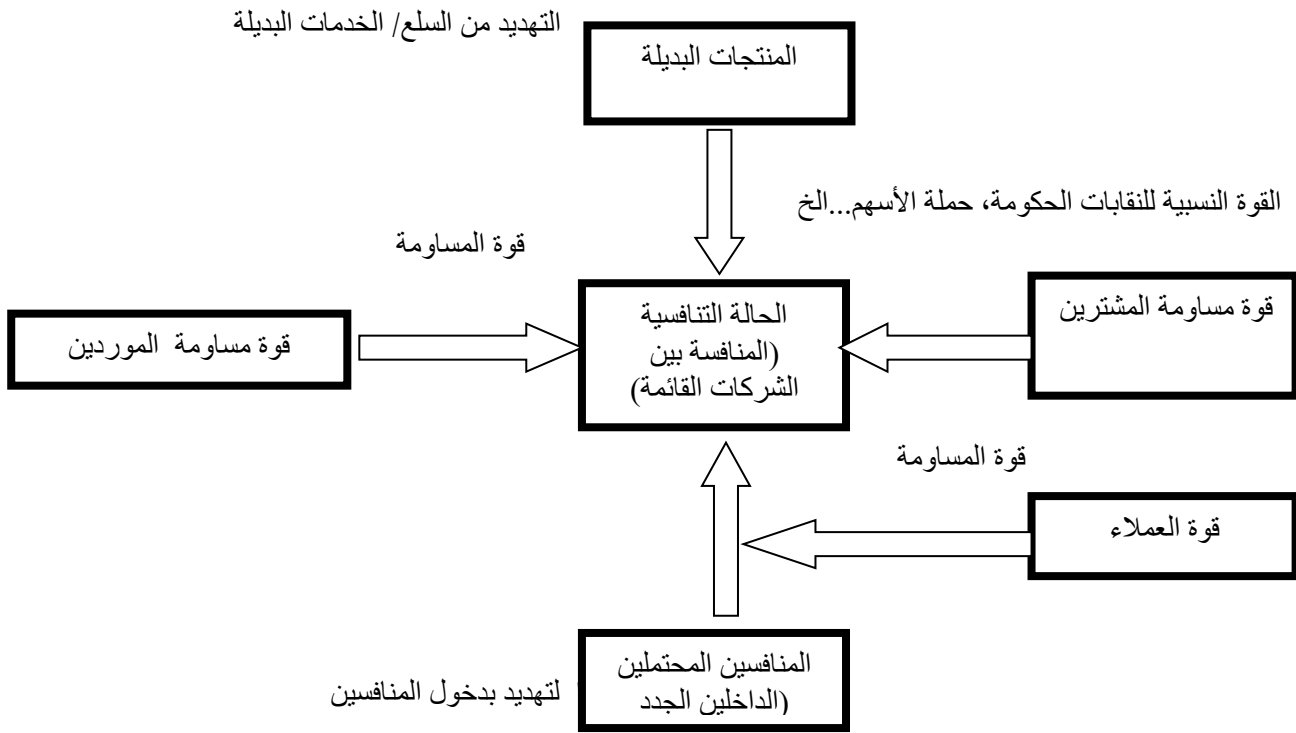 التهديد من السلع/ الخدمات البديلة
المنتجات البديلة
القوة النسبية للنقابات الحكومة، حملة الأسهم...الخ
قوة المساومة
قوة مساومة المشترين
الحالة التنافسية
(المنافسة بين
الشركات القائمة)
قوة مساومة الموردين
قوة المساومة
قوة العملاء
المنافسين المحتملين
(الداخلين الجدد
لتهديد بدخول المنافسين